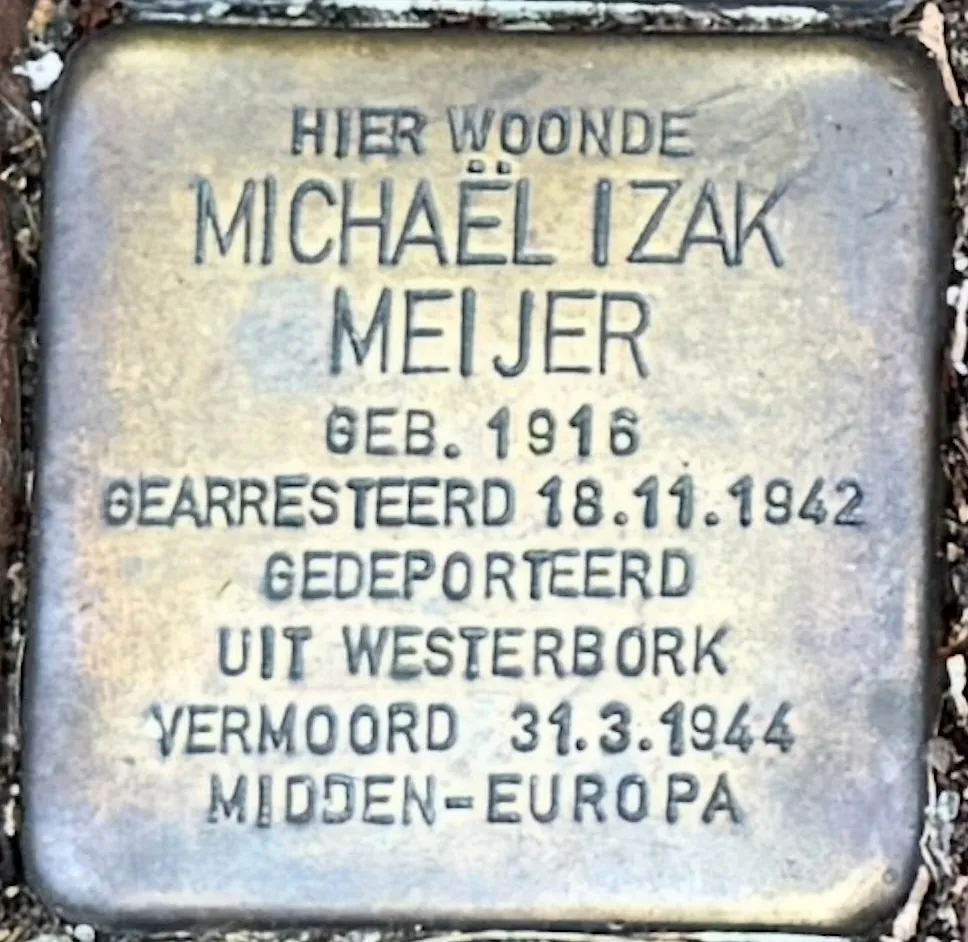 HIER WOONDE
MICHAËL IZAK
MEIJER
GEB. 1916
GEARRESTEERD 18.11.1942
GEDEPORTEERD
UIT WESTERBORK
VERMOORD 31.3.1944
MIDDEN-EUROPA